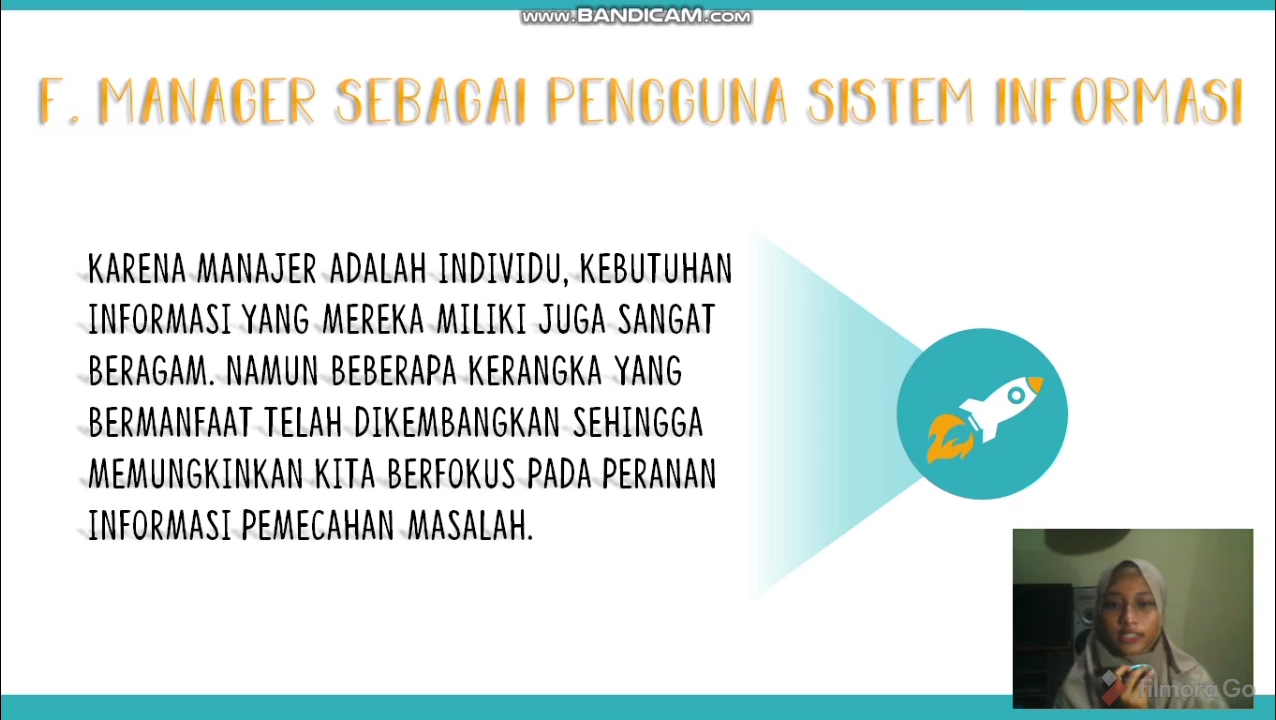 www.BANDICAM.com
F. MANAGER SEBAGAI PENGGUNA SISTEM INFORMASI
KARENA MANAJER ADALAH INDIVIDU, KEBUTUHAN
INFORMASI YANG MEREKA MILIKI JUGA SANGAT
BERAGAM. NAMUN BEBERAPA KERANGKA YANG
BERMANFAAT TELAH DIKEMBANGKAN SEHINGGA
MEMUNGKINKAN KITA BERFOKUS PADA PERANAN
INFORMASI PEMECAHAN MASALAH.
filmora Go